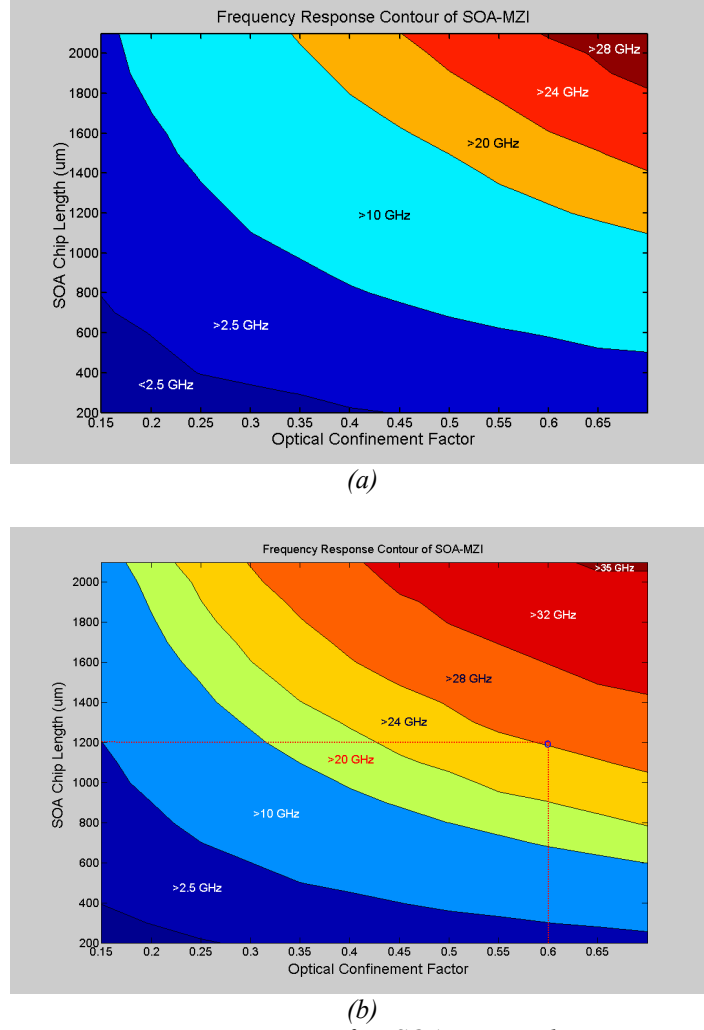 Frequency Response Contour of SOA-MZI
>28 GHz
>24 GHz
>20 GHz
>10 GHz
>2.5 GHz
<2.5 GHz
SOA Chip Length (um)
2000
1800
1600
1400
1200
1000
800
600
400
200
0.15 0.2 0.25 0.3 0.35 0.4 0.45 0.5 0.55 0.6 0.65
Optical Confinement Factor
(a)
Frequency Response Contour of SOA-MZI
>35 GHz
>32 GHz
>28 GHz
>24 GHz
>20 GHz
>10 GHz
>2.5 GHz
SOA Chip Length (um)
2000
1800
1600
1400
1200
1000
800
600
400
200
0.15 0.2 0.25 0.3 0.35 0.4 0.45 0.5 0.55 0.6 0.65
Optical Confinement Factor
(b)